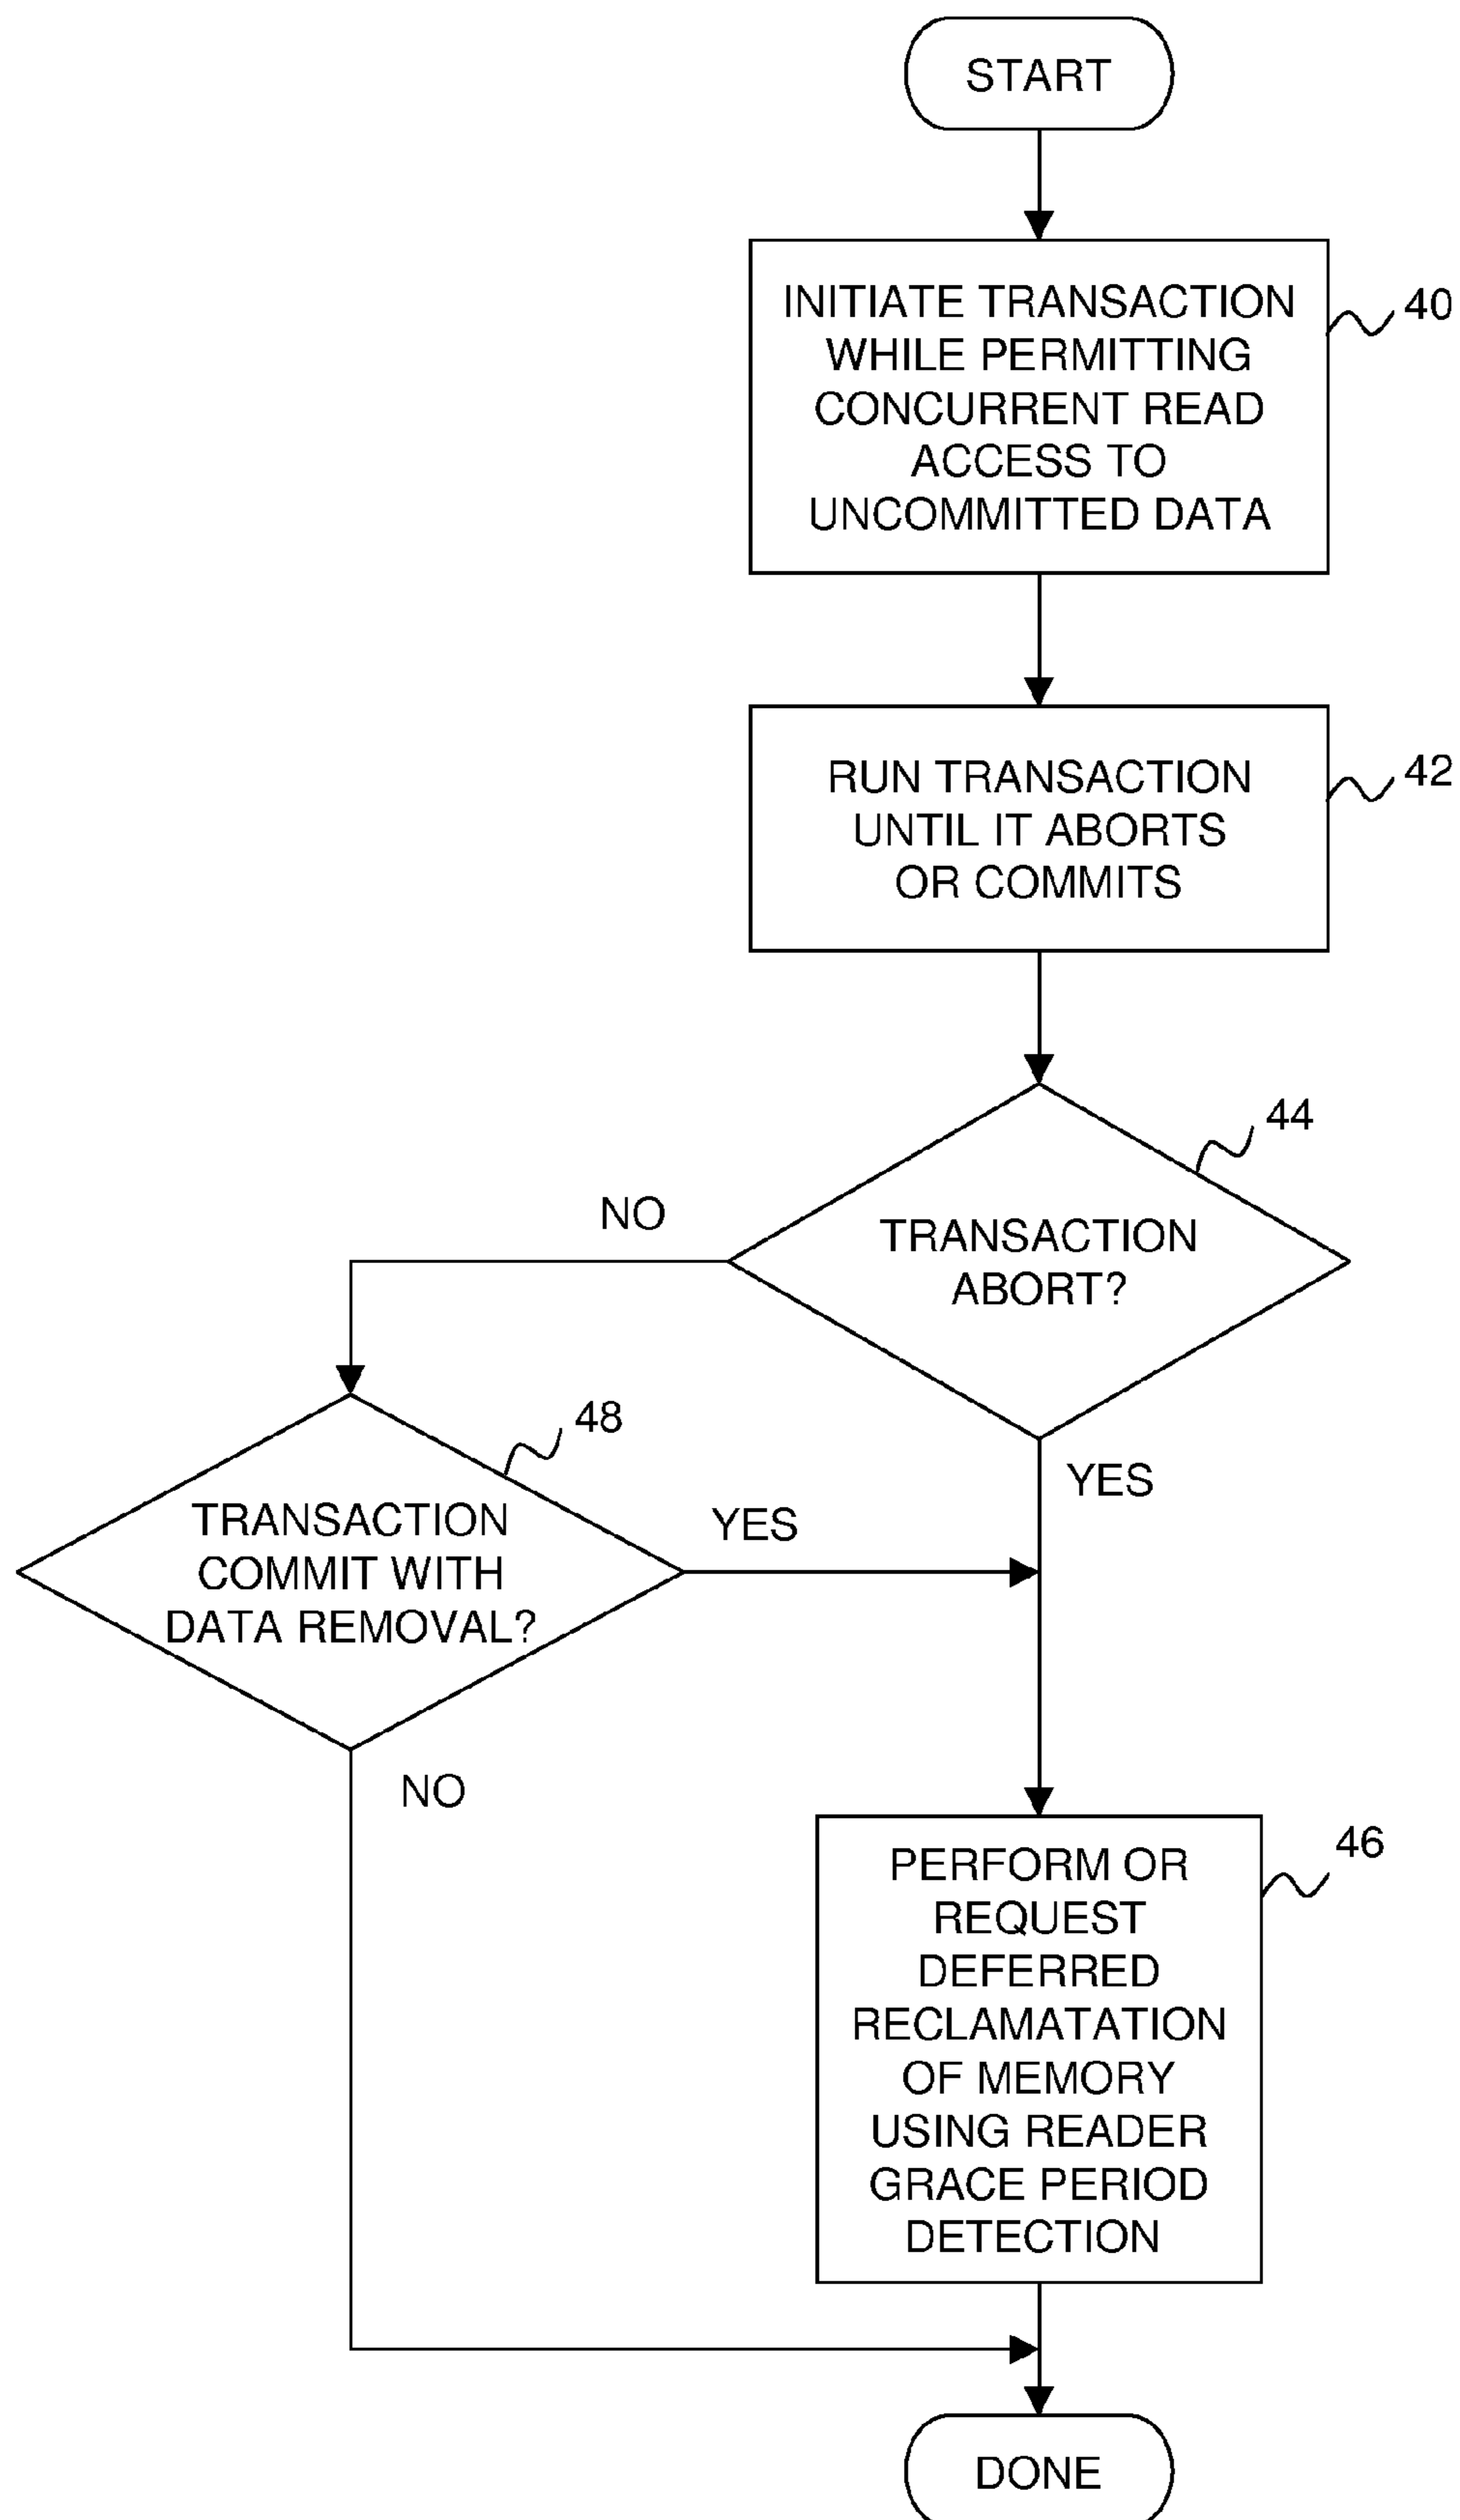 START
INITIATE TRANSACTION
WHILE PERMITTING
CONCURRENT READ
ACCESS TO
UNCOMMITTED DATA
40
RUN TRANSACTION
UNTIL IT ABORTS
OR COMMITS
42
44
TRANSACTION
ABORT?
NO
YES
48
TRANSACTION
COMMIT WITH
DATA REMOVAL?
YES
NO
46
PERFORM OR
REQUEST
DEFERRED
RECLAMATATION
OF MEMORY
USING READER
GRACE PERIOD
DETECTION
DONE